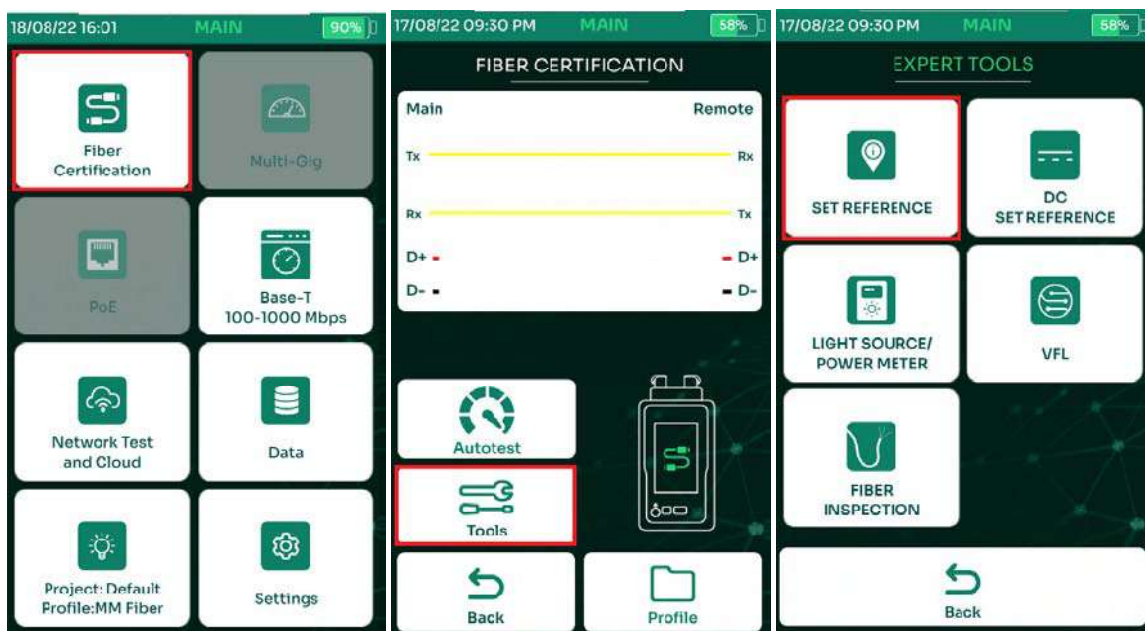 18/08/22 16:01 MAIN 90%
Fiber
Certification
Multi-Gig
PoE
Base-T
100-1000 Mbps
Network Test
and Cloud
Data
Project: Default
Profile:MM Fiber
Settings
17/08/22 09:30 PM MAIN 58%
FIBER CERTIFICATION
Main Remote
Tx Rx
Rx Tx
D+ D+
D- D-
Autotest
Tools
Back
Profile
17/08/22 09:30 PM MAIN 58%
EXPERT TOOLS
SET REFERENCE
DC
SET REFERENCE
LIGHT SOURCE/
POWER METER
VFL
FIBER
INSPECTION
Back